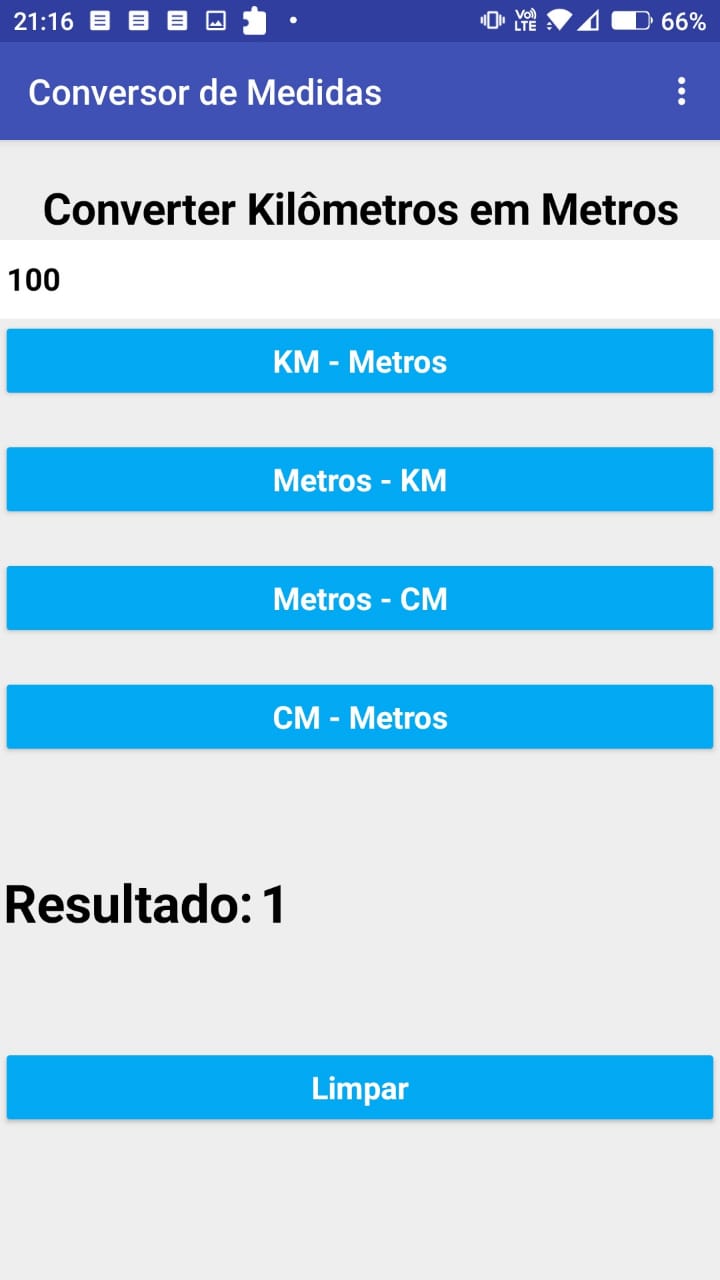 21:16 Vo) LTE 66%
Conversor de Medidas
Converter Kilômetros em Metros
100
KM - Metros
Metros - KM
Metros - CM
CM - Metros
Resultado: 1
Limpar